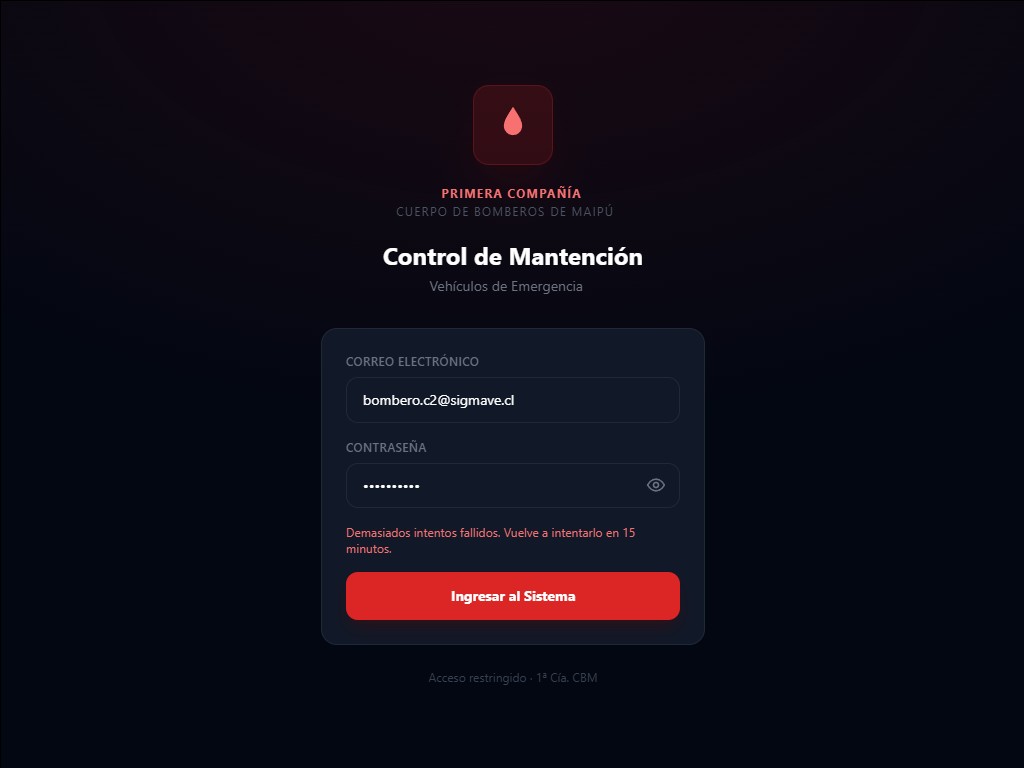 PRIMERA COMPAÑÍA
CUERPO DE BOMBEROS DE MAIPÚ
Control de Mantención
Vehículos de Emergencia
CORREO ELECTRÓNICO
bombero.c2@sigmave.cl
CONTRASEÑA
••••••••••
Demasiados intentos fallidos. Vuelve a intentarlo en 15
minutos.
Ingresar al Sistema
Acceso restringido · 1ª Cía. CBM